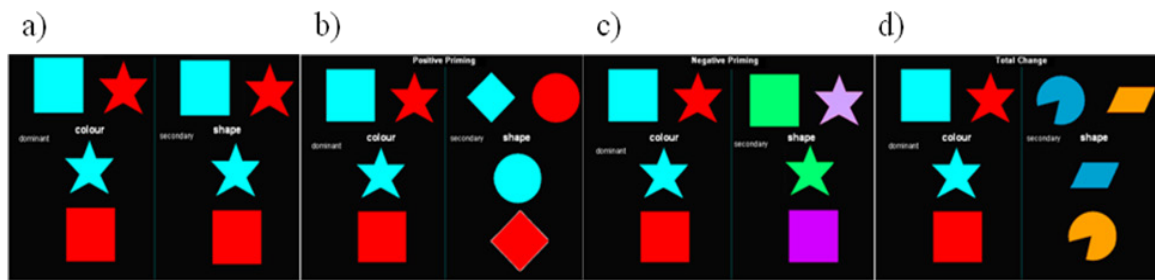 a)
colour
shape
dominant
secondary
b)
Positive Priming
colour
shape
dominant
secondary
c)
Negative Priming
colour
shape
dominant
secondary
d)
Total Change
colour
shape
dominant
secondary